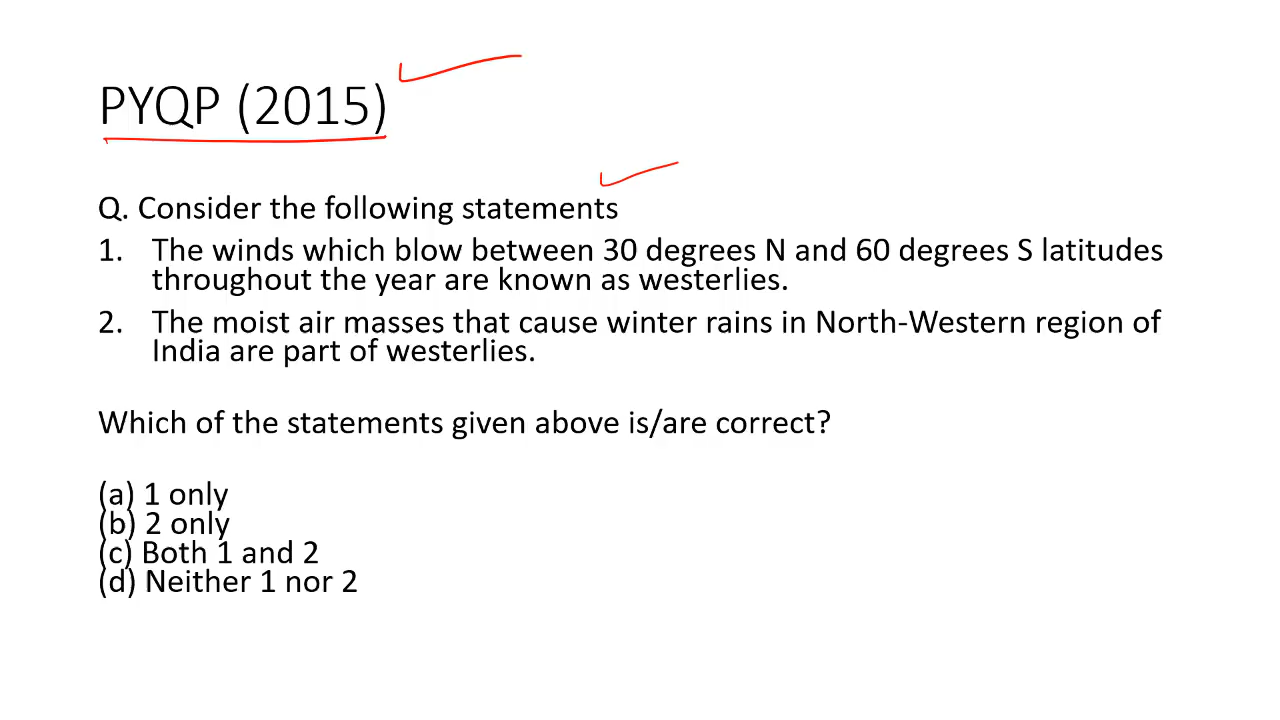 PYQP (2015)
Q. Consider the following statements
1. The winds which blow between 30 degrees N and 60 degrees S latitudes
throughout the year are known as westerlies.
2. The moist air masses that cause winter rains in North-Western region of
India are part of westerlies.
Which of the statements given above is/are correct?
(a) 1 only
(b) 2 only
(c) Both 1 and 2
(d) Neither 1 nor 2